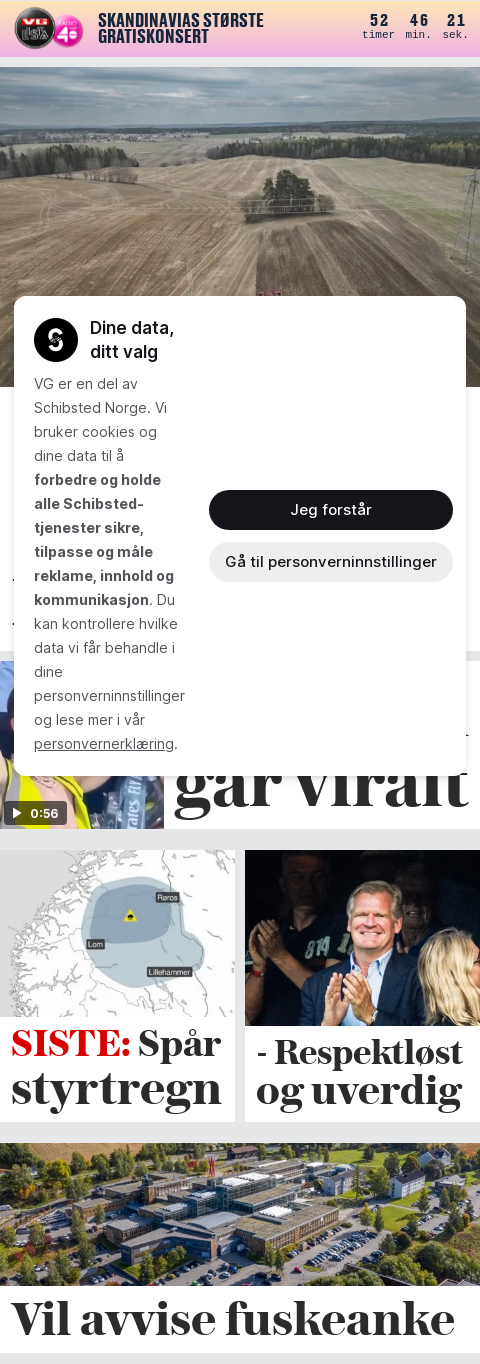 VG
RADIO
SKANDINAVIAS STØRSTE
GRATISKONSERT
52 46 21
timer min. sek.
Dine data,
ditt valg
VG er en del av
Schibsted Norge. Vi
bruker cookies og
dine data til å
forbedre og holde
alle Schibsted-
tjenester sikre,
tilpasse og måle
reklame, innhold og
kommunikasjon. Du
kan kontrollere hvilke
data vi får behandle i
dine
personverninnstillinger
og lese mer i vår
personvernerklæring.
Jeg forstår
Gå til personverninnstillinger
går viralt
0:56
Røros
Lom
Lillehammer
SISTE: Spår
styrtregn
- Respektløst
og uverdig
Vil avvise fuskeanke